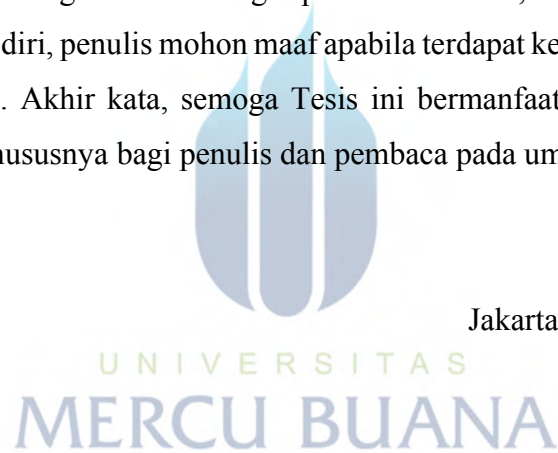 diri, penulis mohon maaf apabila terdapat ke
. Akhir kata, semoga Tesis ini bermanfaat
ususnya bagi penulis dan pembaca pada um
Jakarta
UNIVERSITAS
MERCU BUANA